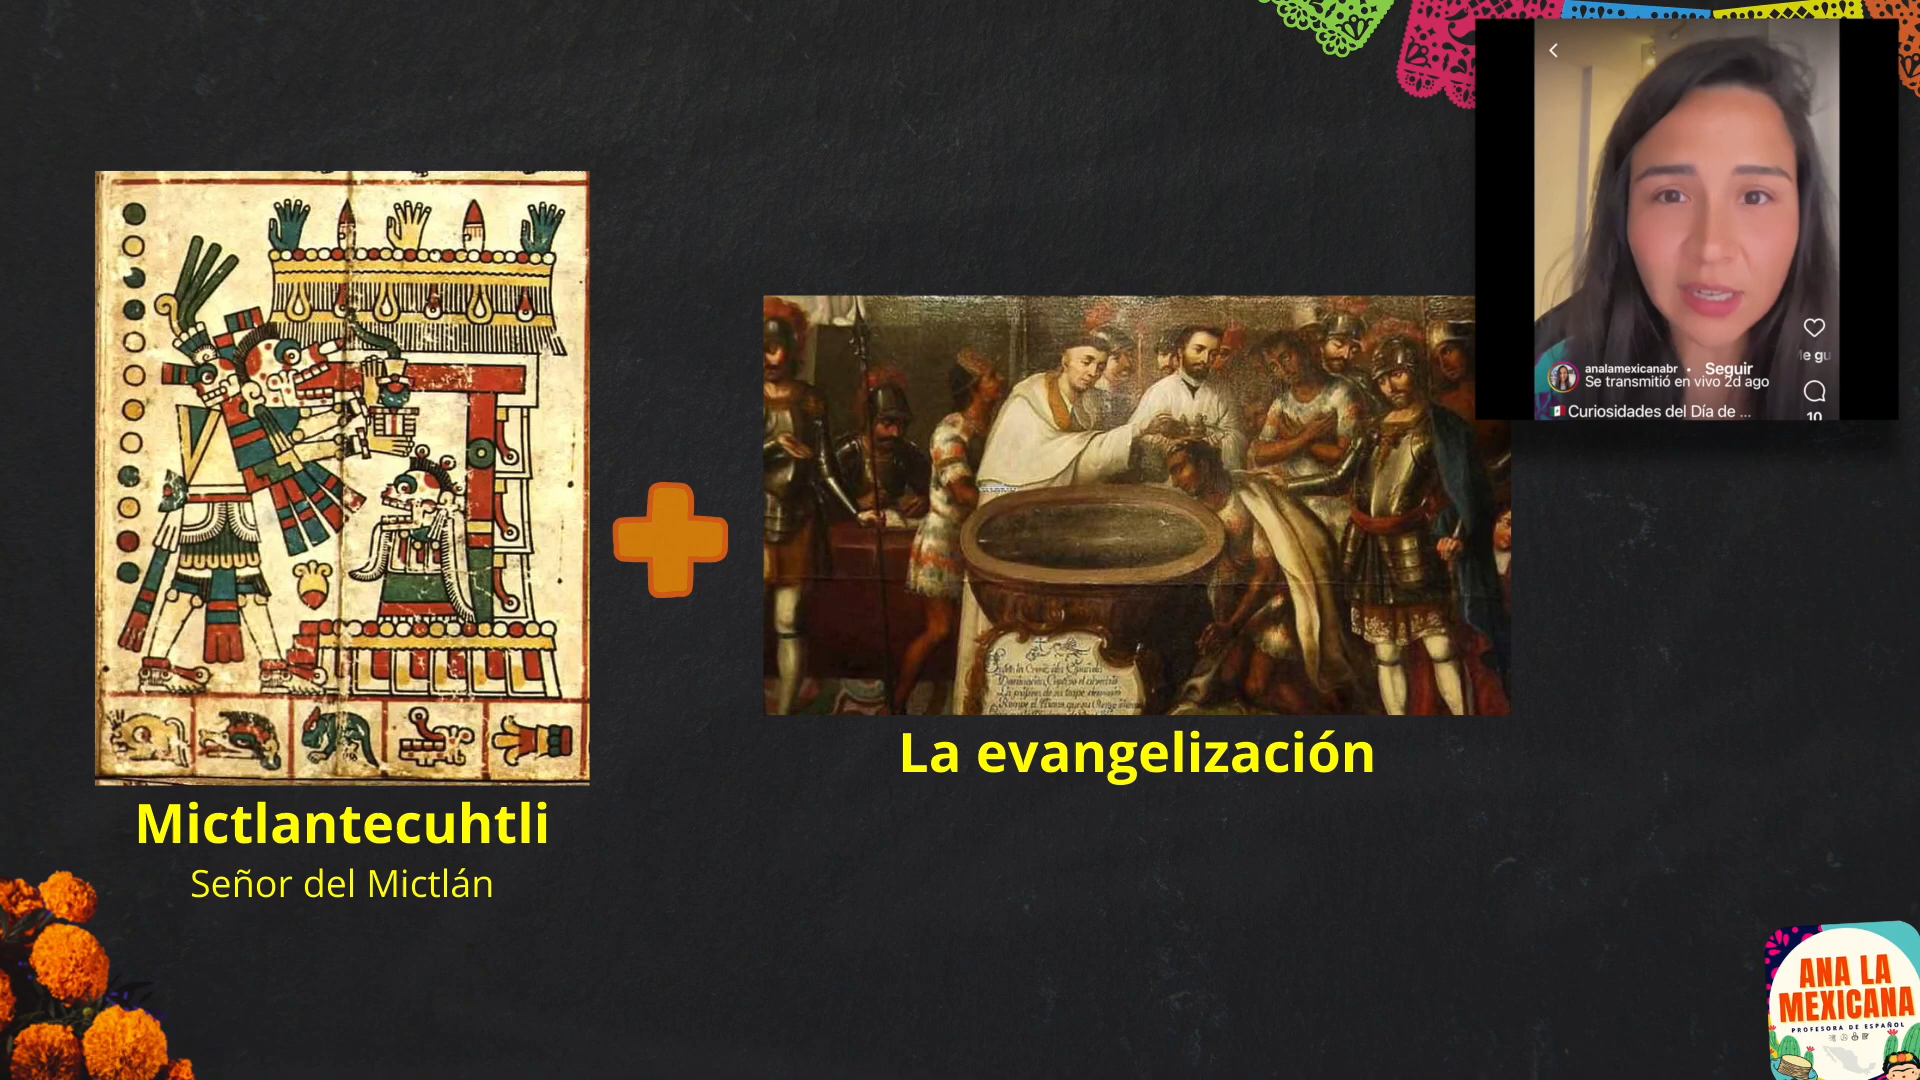 Mictlantecuhtli
Señor del Mictlán
La evangelización
analamexicanabr • Seguir
Se transmitió en vivo 2d ago
🇲🇽Curiosidades del Día de ...
10
ANA LA
MEXICANA
PROFESORA DE ESPAÑOL